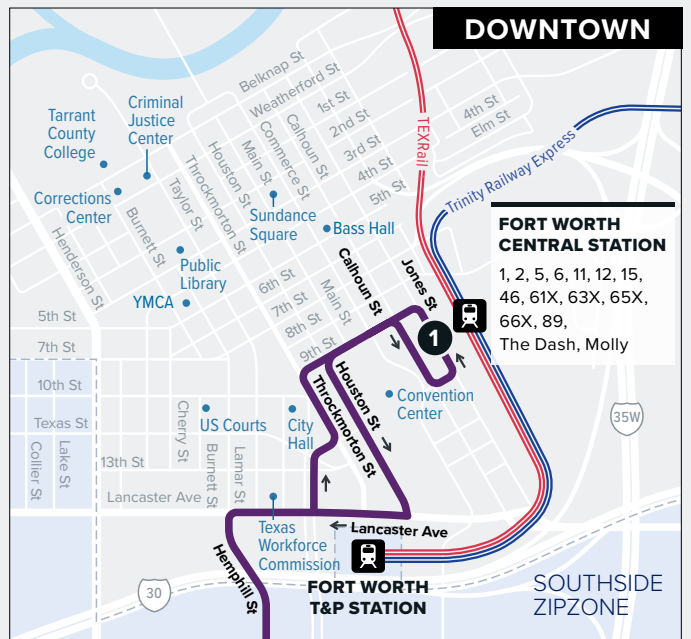 DOWNTOWN
Belknap St
Weatherford St
1st St
2nd St
3rd St
4th St
5th St
4th St
Elm St
TEXRail
Trinity Railway Express
Tarrant
County
College
Criminal
Justice
Center
Corrections
Center
Houston St
Main St
Commerce St
Calhoun St
Throckmorton St
Taylor St
Burnett St
Henderson St
Sundance
Square
Bass Hall
Public
Library
YMCA
FORT WORTH
CENTRAL STATION
1, 2, 5, 6, 11, 12, 15,
46, 61X, 63X, 65X,
66X, 89,
The Dash, Molly
Calhoun St
Jones St
Main St
6th St
7th St
8th St
9th St
1
5th St
7th St
10th St
Texas St
13th St
Lancaster Ave
Collier St
Lake St
Cherry St
Burnett St
Lamar St
US Courts
City
Hall
Houston St
Throckmorton St
Convention
Center
35W
Texas
Workforce
Commission
Lancaster Ave
Hemphill St
30
FORT WORTH
T&P STATION
SOUTHSIDE
ZIPZONE